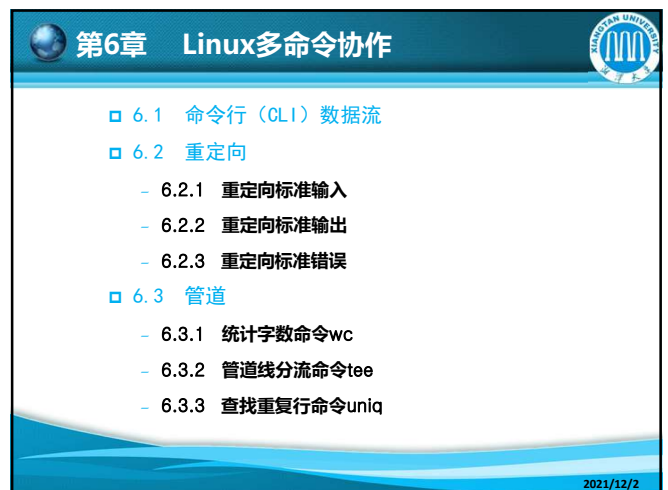 第6章 Linux多命令协作
XIANGTAN UNIVERSITY
6.1 命令行（CLI）数据流
6.2 重定向
– 6.2.1 重定向标准输入
– 6.2.2 重定向标准输出
– 6.2.3 重定向标准错误
6.3 管道
– 6.3.1 统计字数命令wc
– 6.3.2 管道线分流命令tee
– 6.3.3 查找重复行命令uniq
2021/12/2